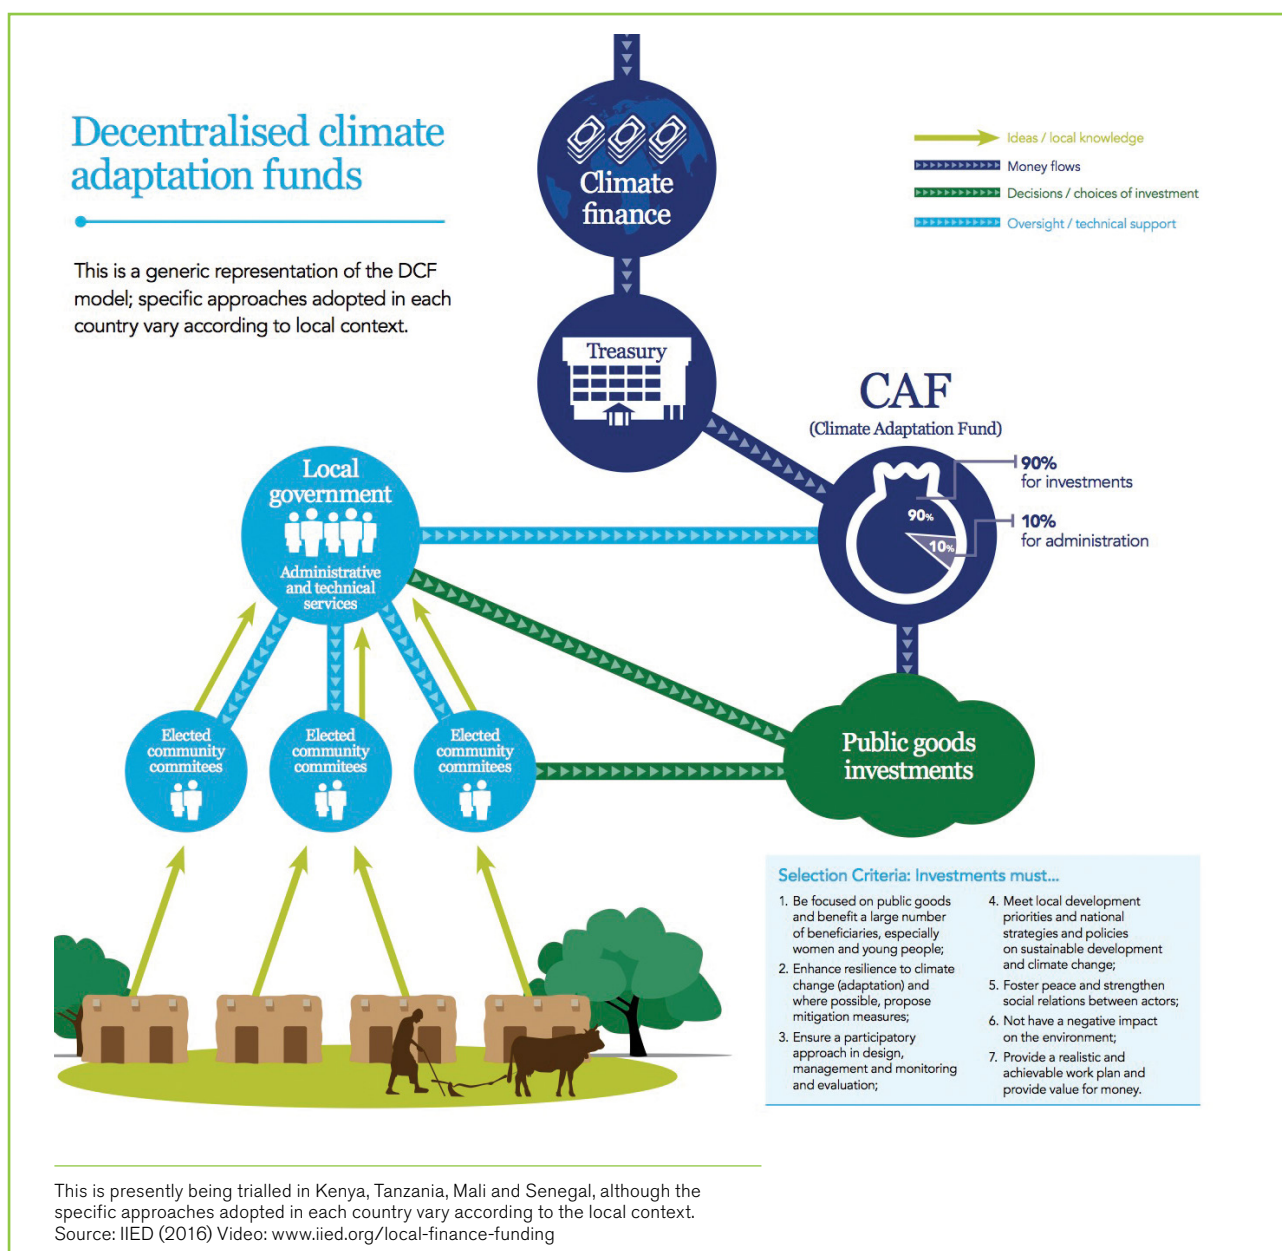 Decentralised climate
adaptation funds
This is a generic representation of the DCF
model; specific approaches adopted in each
country vary according to local context.
Climate
finance
Ideas / local knowledge
Money flows
Decisions / choices of investment
Oversight / technical support
Treasury
CAF
(Climate Adaptation Fund)
90%
for investments
90%
10%
for administration
10%
Local
government
Administrative
and technical
services
Elected
community
commitees
Elected
community
commitees
Elected
community
commitees
Public goods
investments
Selection Criteria: Investments must...
1. Be focused on public goods
and benefit a large number
of beneficiaries, especially
women and young people;
2. Enhance resilience to climate
change (adaptation) and
where possible, propose
mitigation measures;
3. Ensure a participatory
approach in design,
management and monitoring
and evaluation;
4. Meet local development
priorities and national
strategies and policies
on sustainable development
and climate change;
5. Foster peace and strengthen
social relations between actors;
6. Not have a negative impact
on the environment;
7. Provide a realistic and
achievable work plan and
provide value for money.
This is presently being trialled in Kenya, Tanzania, Mali and Senegal, although the
specific approaches adopted in each country vary according to the local context.
Source: IIED (2016) Video: www.iied.org/local-finance-funding